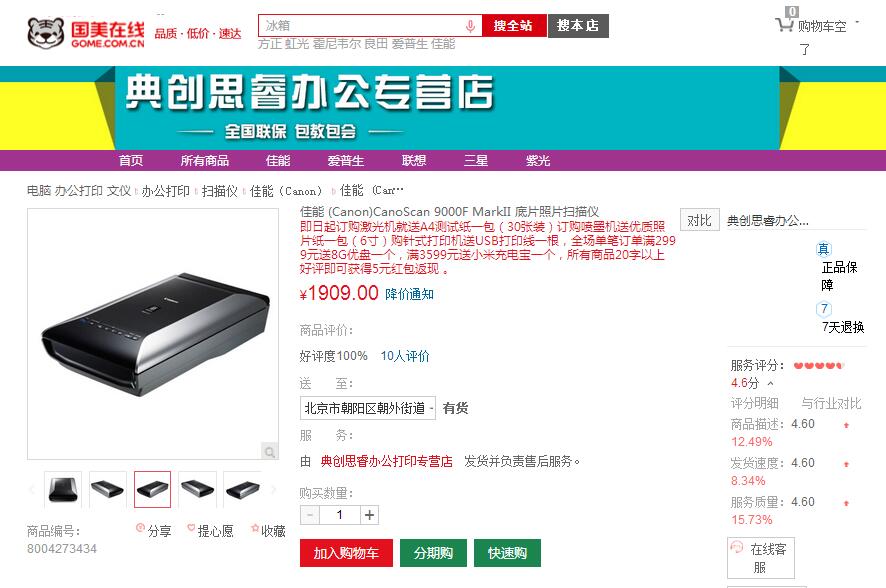 国美在线
GOME.COM.CN
品质·低价·速达
冰箱
搜全站
搜本店
0
购物车空了
方正 虹光 霍尼韦尔 良田 爱普生 佳能
典创思睿办公专营店
全国联保 包教包会
首页 所有商品 佳能 爱普生 联想 三星 紫光
电脑 办公打印 文仪 办公打印 扫描仪 佳能（Canon） 佳能（Can…
佳能 (Canon)CanoScan 9000F MarkII 底片照片扫描仪
即日起订购激光机就送A4测试纸一包（30张装）订购喷墨机送优质照
片纸一包（6寸）购针式打印机送USB打印线一根，全场单笔订单满299
9元送8G优盘一个，满3599元送小米充电宝一个，所有商品20字以上
好评即可获得5元红包返现 。
¥1909.00 降价通知
商品评价：
好评度100% 10人评价
送 至：
北京市朝阳区朝外街道 有货
服 务：
由 典创思睿办公打印专营店 发货并负责售后服务。
购买数量：
- 1 +
加入购物车 分期购 快速购
商品编号：
8004273434
分享 提心愿 收藏
对比
典创思睿办公...
真
正品保
障
7
7天退换
服务评分：
4.6分
评分明细 与行业对比
商品描述： 4.60
12.49%
发货速度： 4.60
8.34%
服务质量： 4.60
15.73%
在线客
服